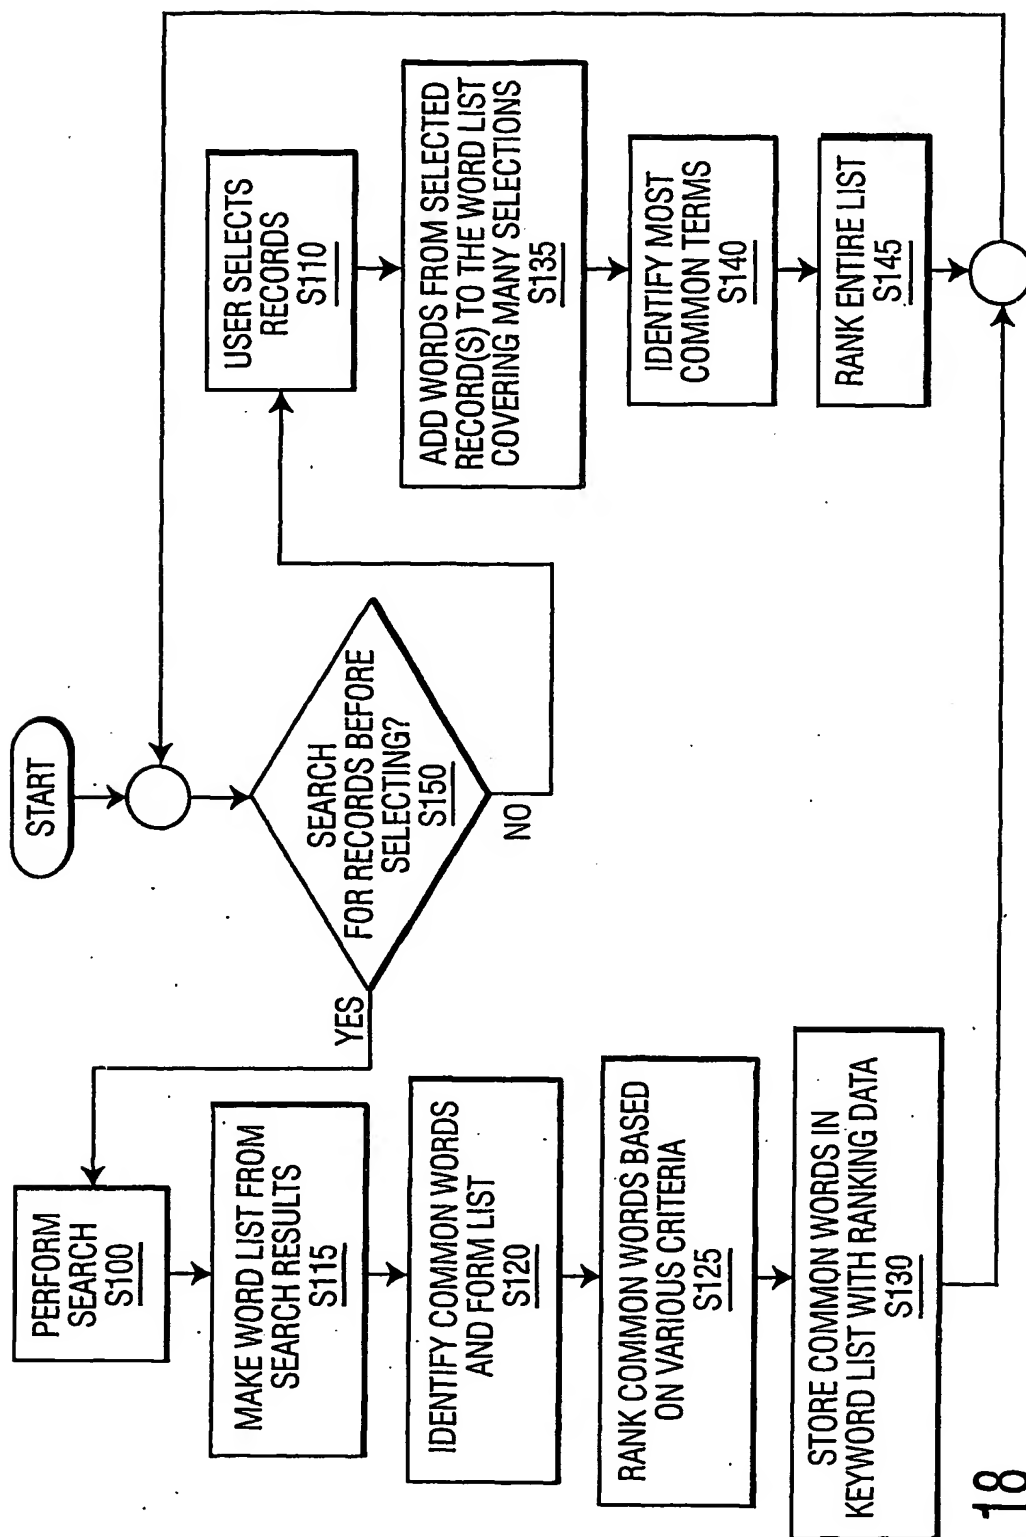 START
SEARCH
FOR RECORDS BEFORE
SELECTING?
S150
YES
NO
PERFORM
SEARCH
S100
MAKE WORD LIST FROM
SEARCH RESULTS
S115
IDENTIFY COMMON WORDS
AND FORM LIST
S120
RANK COMMON WORDS BASED
ON VARIOUS CRITERIA
S125
STORE COMMON WORDS IN
KEYWORD LIST WITH RANKING DATA
S130
USER SELECTS
RECORDS
S110
ADD WORDS FROM SELECTED
RECORD(S) TO THE WORD LIST
COVERING MANY SELECTIONS
S135
IDENTIFY MOST
COMMON TERMS
S140
RANK ENTIRE LIST
S145
18